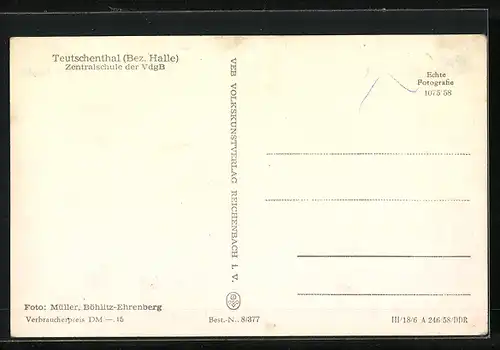 Teutschenthal (Bez. Halle)
Zentralschule der VdgB
VEB VOLKSKUNSTVERLAG REICHENBACH i. V.
Echte
Fotografie
1075 58
Foto: Müller, Böhlitz-Ehrenberg
Verbraucherpreis DM —.15
Best.-N.. 8/377
III/18/6 A 246/58/DDR